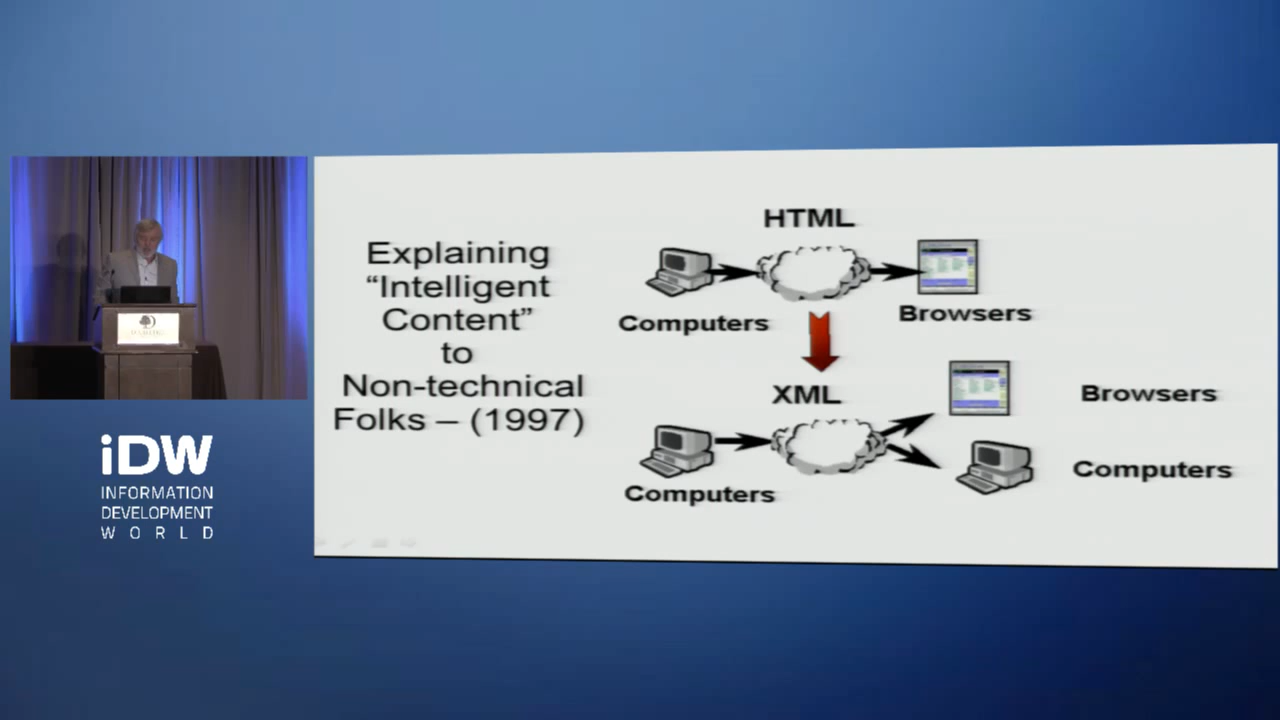 Explaining
“Intelligent
Content”
to
Non-technical
Folks – (1997)
HTML
Computers
Browsers
XML
Computers
Browsers
Computers
iDW
INFORMATION
DEVELOPMENT
WORLD